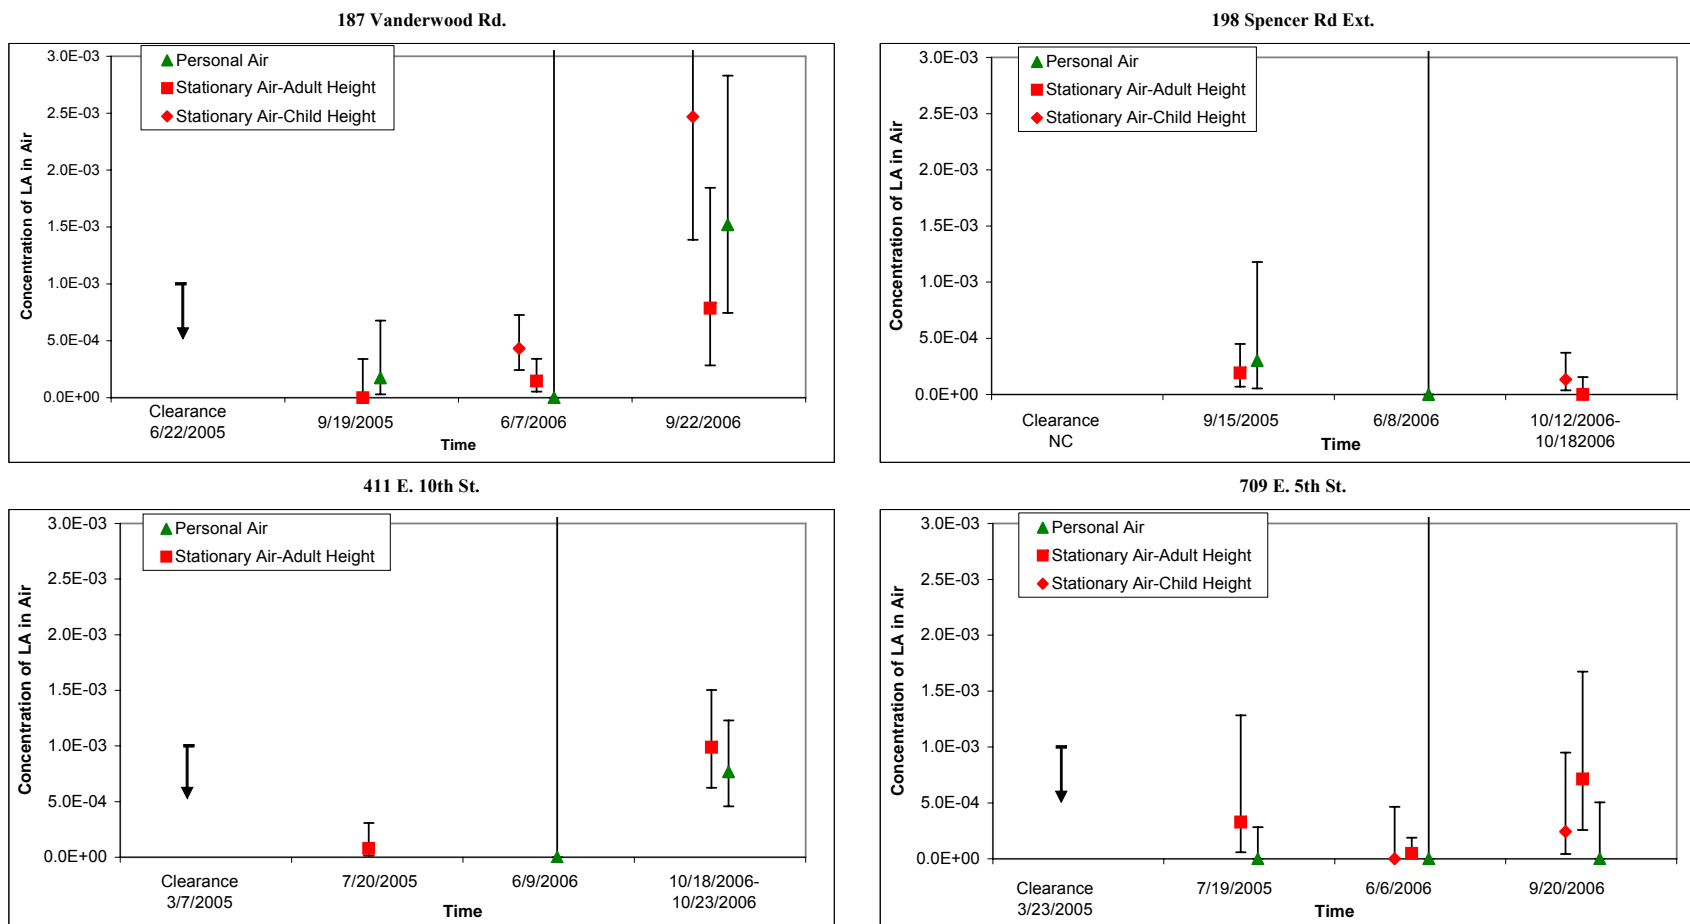 187 Vanderwood Rd.
3.0E-03
2.5E-03
2.0E-03
1.5E-03
1.0E-03
5.0E-04
0.0E+00
Concentration of LA in Air
Personal Air
Stationary Air-Adult Height
Stationary Air-Child Height
Clearance
6/22/2005
9/19/2005
6/7/2006
9/22/2006
Time
198 Spencer Rd Ext.
3.0E-03
2.5E-03
2.0E-03
1.5E-03
1.0E-03
5.0E-04
0.0E+00
Concentration of LA in Air
Personal Air
Stationary Air-Adult Height
Stationary Air-Child Height
Clearance
NC
9/15/2005
6/8/2006
10/12/2006-
10/182006
Time
411 E. 10th St.
3.0E-03
2.5E-03
2.0E-03
1.5E-03
1.0E-03
5.0E-04
0.0E+00
Concentration of LA in Air
Personal Air
Stationary Air-Adult Height
Clearance
3/7/2005
7/20/2005
6/9/2006
10/18/2006-
10/23/2006
Time
709 E. 5th St.
3.0E-03
2.5E-03
2.0E-03
1.5E-03
1.0E-03
5.0E-04
0.0E+00
Concentration of LA in Air
Personal Air
Stationary Air-Adult Height
Stationary Air-Child Height
Clearance
3/23/2005
7/19/2005
6/6/2006
9/20/2006
Time